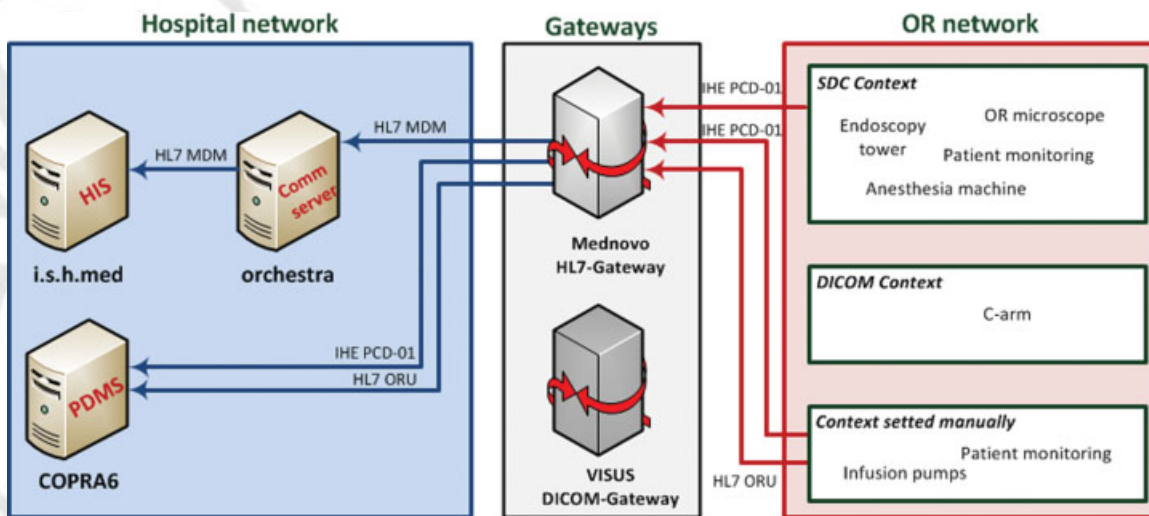 Hospital network
Gateways
OR network
HL7 MDM
HL7 MDM
HIS
Comm
server
i.s.h.med
orchestra
IHE PCD-01
HL7 ORU
PDMS
COPRA6
Mednovo
HL7-Gateway
VISUS
DICOM-Gateway
IHE PCD-01
IHE PCD-01
HL7 ORU
SDC Context
OR microscope
Endoscopy
tower
Patient monitoring
Anesthesia machine
DICOM Context
C-arm
Context setted manually
Patient monitoring
Infusion pumps